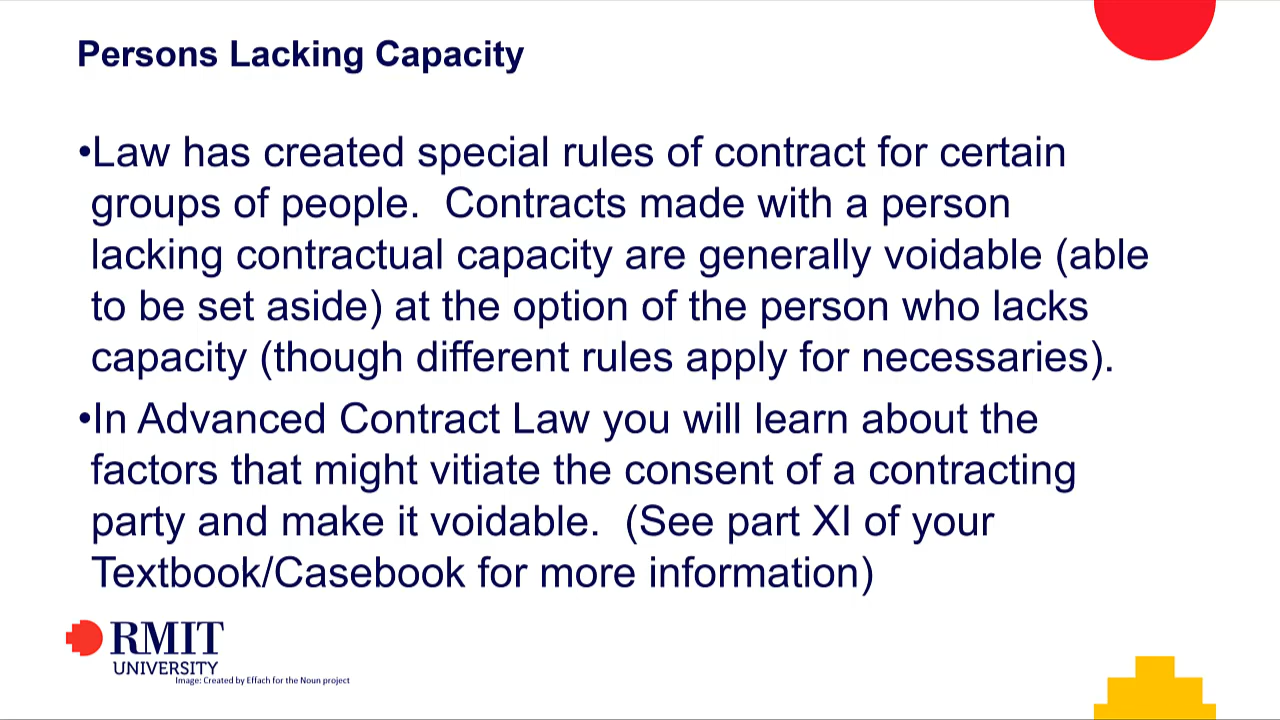 Persons Lacking Capacity
•Law has created special rules of contract for certain
groups of people.  Contracts made with a person
lacking contractual capacity are generally voidable (able
to be set aside) at the option of the person who lacks
capacity (though different rules apply for necessaries).
•In Advanced Contract Law you will learn about the
factors that might vitiate the consent of a contracting
party and make it voidable.  (See part XI of your
Textbook/Casebook for more information)
RMIT
UNIVERSITY
Image: Created by Effach for the Noun project